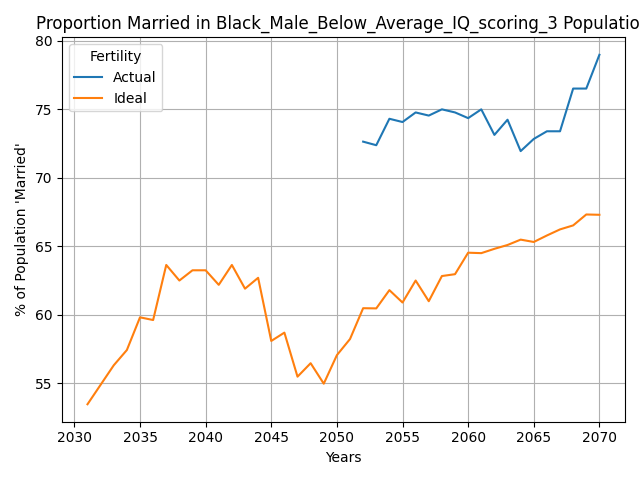 Proportion Married in Black_Male_Below_Average_IQ_scoring_3 Populatio
Fertility
Actual
Ideal
% of Population 'Married'
80
75
70
65
60
55
2030 2035 2040 2045 2050 2055 2060 2065 2070
Years